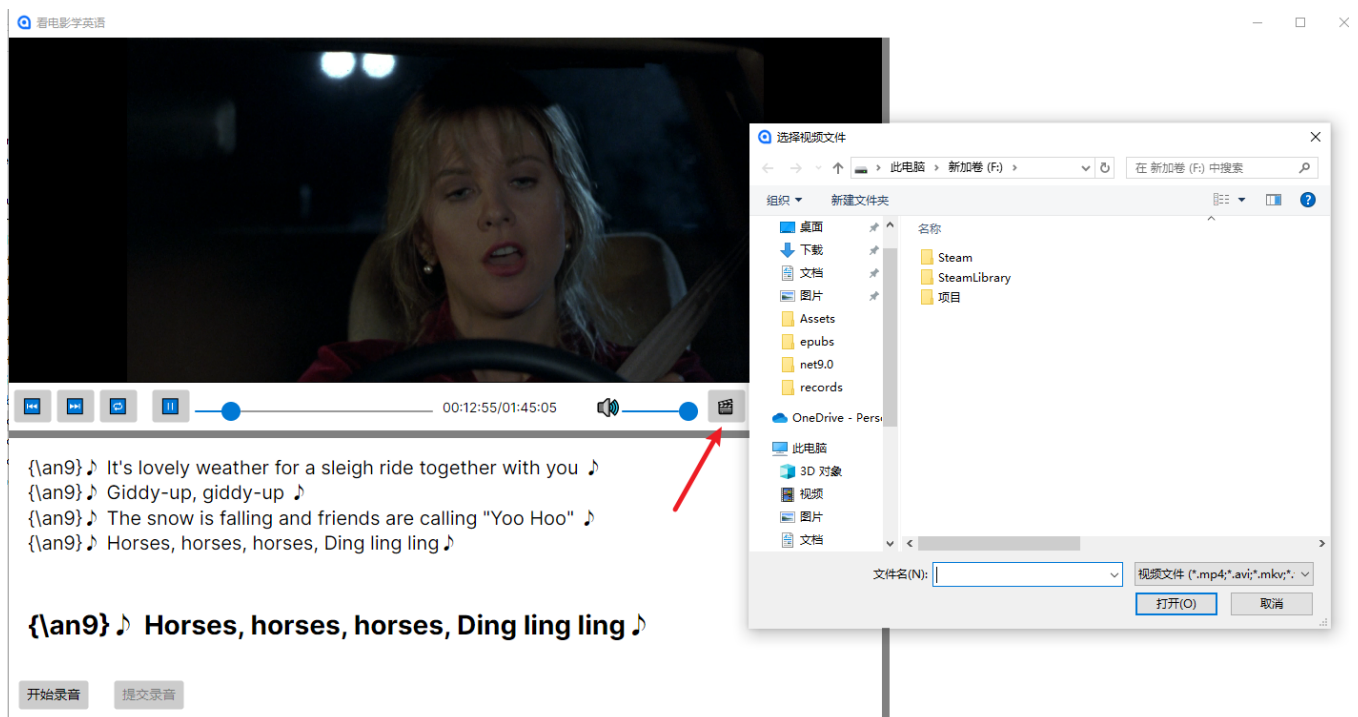 看电影学英语
00:12:55/01:45:05
{\an9}♪ It's lovely weather for a sleigh ride together with you ♪
{\an9}♪ Giddy-up, giddy-up ♪
{\an9}♪ The snow is falling and friends are calling "Yoo Hoo" ♪
{\an9}♪ Horses, horses, horses, Ding ling ling♪
{\an9}♪ Horses, horses, horses, Ding ling ling♪
开始录音 提交录音
选择视频文件
此电脑 › 新加卷 (F:) ›
在 新加卷 (F:) 中搜索
组织 新建文件夹
桌面
下载
文档
图片
Assets
epubs
net9.0
records
OneDrive - Pers
此电脑
3D 对象
视频
图片
文档
名称
Steam
SteamLibrary
项目
文件名(N):
视频文件 (*.mp4;*.avi;*.mkv;*.
打开(O) 取消